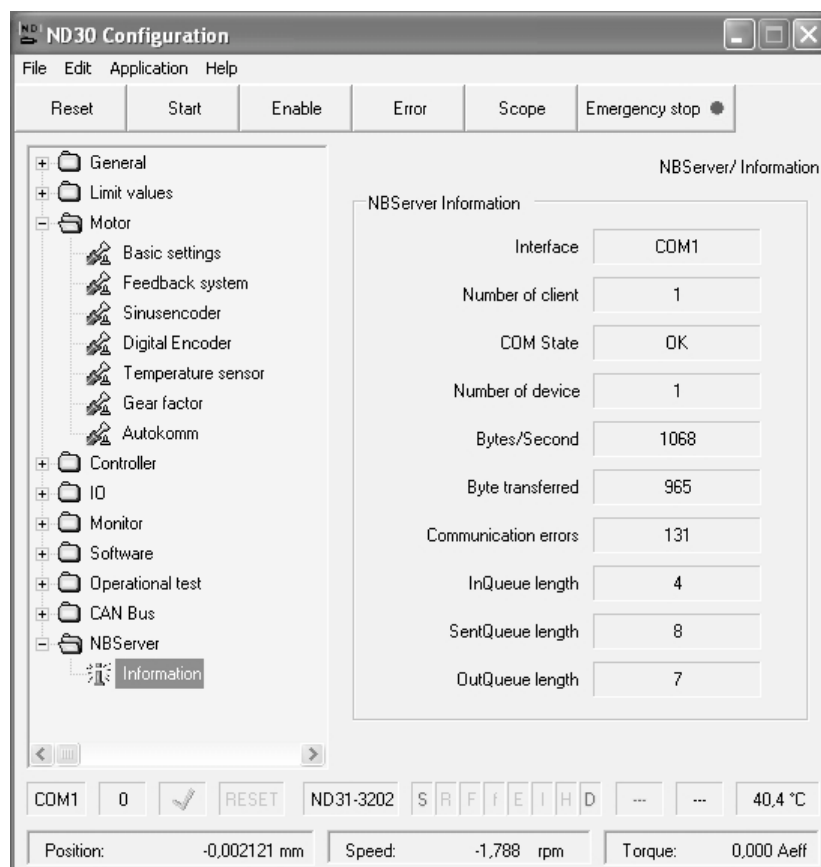 ND30 Configuration
File Edit Application Help
Reset Start Enable Error Scope Emergency stop
General
Limit values
Motor
Basic settings
Feedback system
Sinusencoder
Digital Encoder
Temperature sensor
Gear factor
Autokomm
Controller
IO
Monitor
Software
Operational test
CAN Bus
NBServer
Information
NBServer/ Information
NBServer Information
Interface COM1
Number of client 1
COM State OK
Number of device 1
Bytes/Second 1068
Byte transferred 965
Communication errors 131
InQueue length 4
SentQueue length 8
OutQueue length 7
COM1 0 RESET ND31-3202 S R F f E I H D --- --- 40,4 °C
Position: -0,002121 mm Speed: -1,788 rpm Torque: 0,000 Aeff